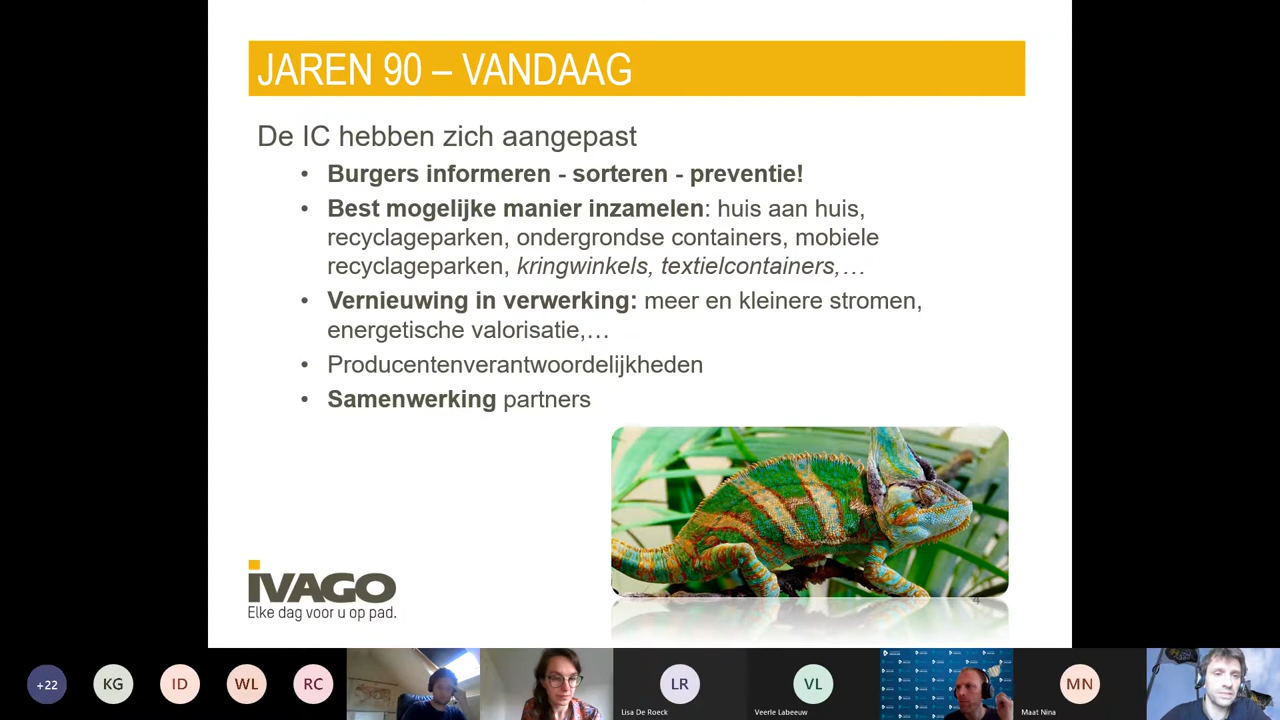 JAREN 90 – VANDAAG
De IC hebben zich aangepast
• Burgers informeren - sorteren - preventie!
• Best mogelijke manier inzamelen: huis aan huis,
recyclageparken, ondergrondse containers, mobiele
recyclageparken, kringwinkels, textielcontainers,…
• Vernieuwing in verwerking: meer en kleinere stromen,
energetische valorisatie,…
• Producentenverantwoordelijkheden
• Samenwerking partners
4
iVAGO
Elke dag voor u op pad.
+22
KG
ID
WL
RC
LR
Lisa De Roeck
VL
Veerle Labeeuw
MN
Maat Nina